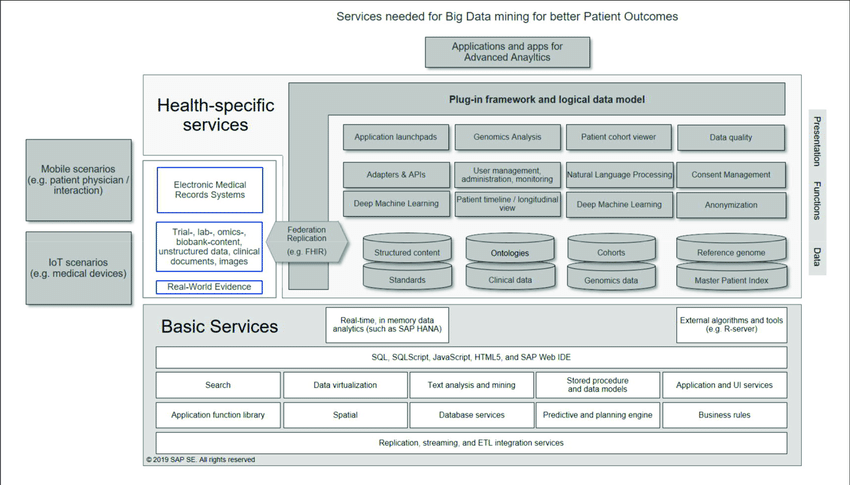 Services needed for Big Data mining for better Patient Outcomes
Applications and apps for
Advanced Anayltics
Health-specific
services
Plug-in framework and logical data model
Application launchpads
Genomics Analysis
Patient cohort viewer
Data quality
Presentation
Mobile scenarios
(e.g. patient physician /
interaction)
Electronic Medical
Records Systems
Adapters & APIs
User management,
administration, monitoring
Natural Language Processing
Consent Management
Functions
Deep Machine Learning
Patient timeline / longitudinal
view
Deep Machine Learning
Anonymization
IoT scenarios
(e.g. medical devices)
Trial-, lab-, omics-,
biobank-content,
unstructured data, clinical
documents, images
Federation
Replication
(e.g. FHIR)
Structured content
Ontologies
Cohorts
Reference genome
Data
Real-World Evidence
Standards
Clinical data
Genomics data
Master Patient Index
Basic Services
Real-time, in memory data
analytics (such as SAP HANA)
External algorithms and tools
(e.g. R-server)
SQL, SQLScript, JavaScript, HTML5, and SAP Web IDE
Search
Data virtualization
Text analysis and mining
Stored procedure
and data models
Application and UI services
Application function library
Spatial
Database services
Predictive and planning engine
Business rules
Replication, streaming, and ETL integration services
© 2019 SAP SE. All rights reserved